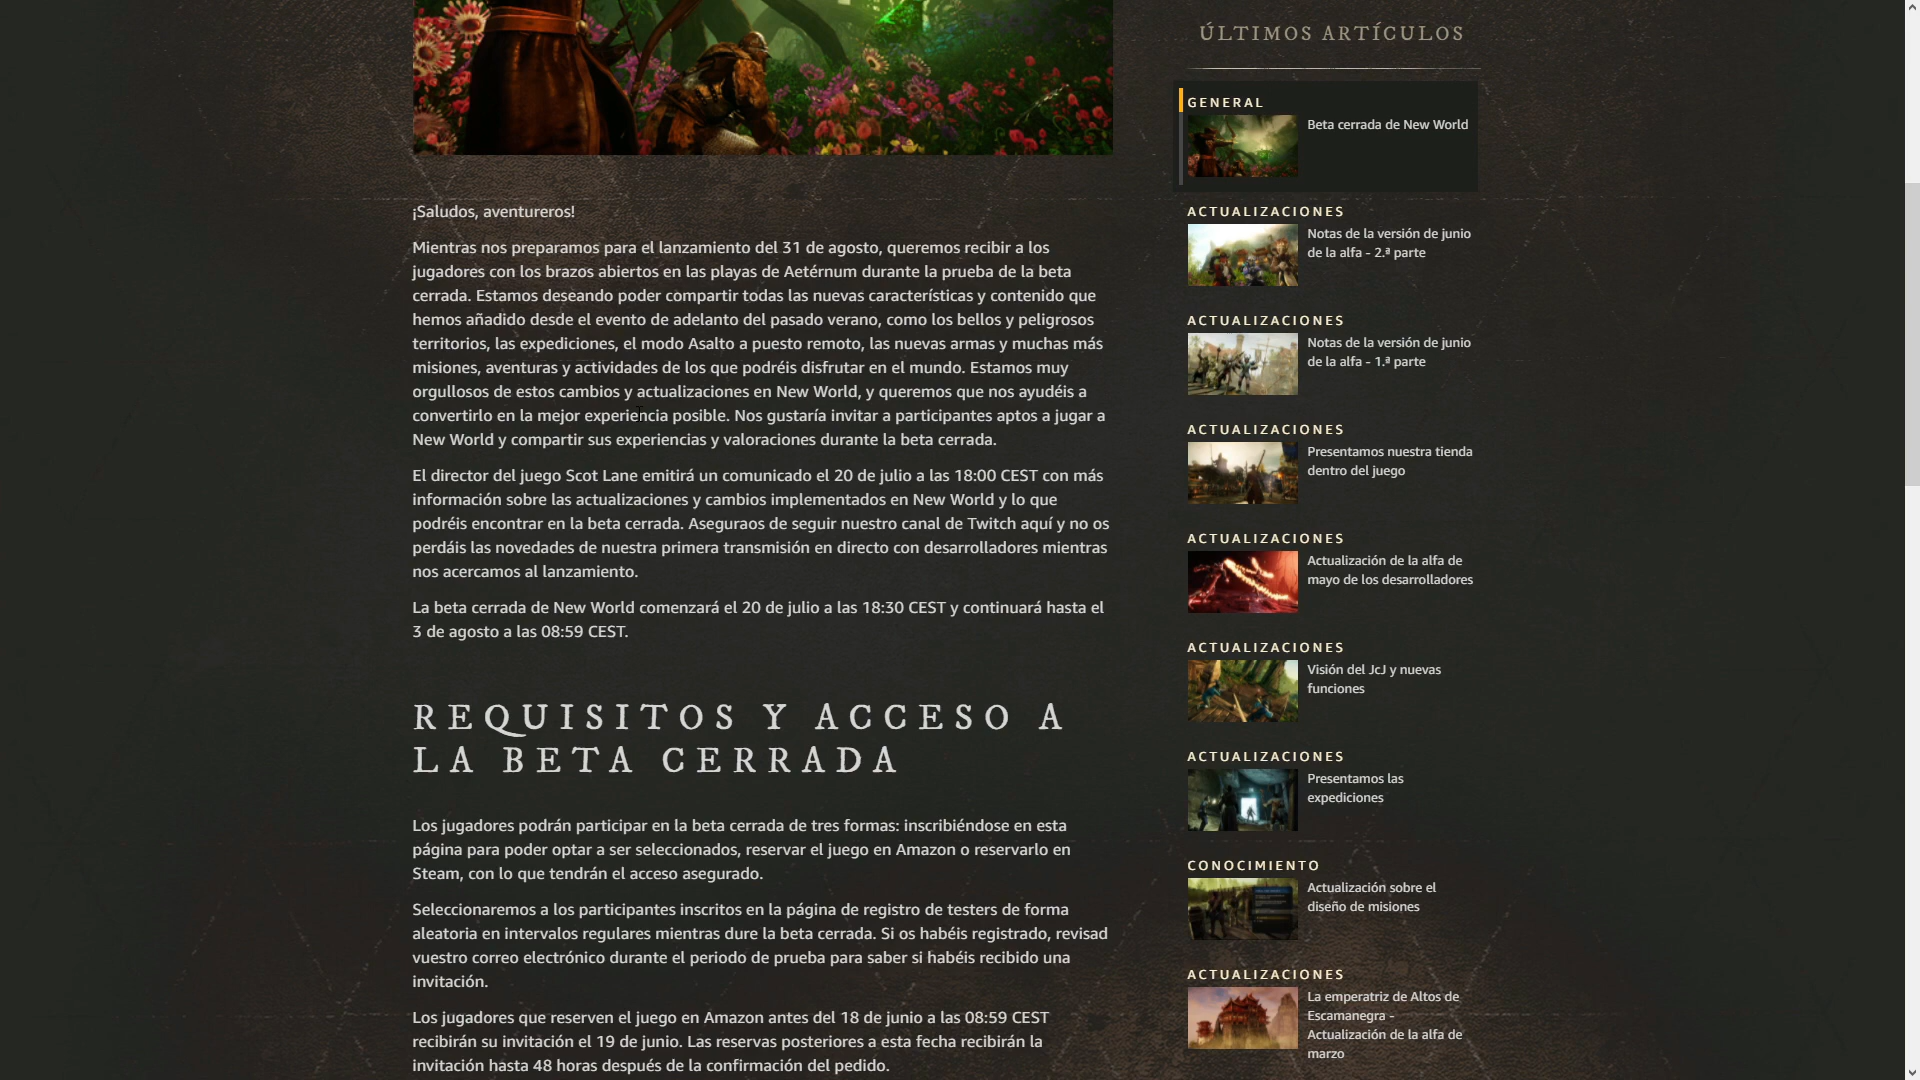 ¡Saludos, aventureros!
Mientras nos preparamos para el lanzamiento del 31 de agosto, queremos recibir a los
jugadores con los brazos abiertos en las playas de Aetérnum durante la prueba de la beta
cerrada. Estamos deseando poder compartir todas las nuevas características y contenido que
hemos añadido desde el evento de adelanto del pasado verano, como los bellos y peligrosos
territorios, las expediciones, el modo Asalto a puesto remoto, las nuevas armas y muchas más
misiones, aventuras y actividades de los que podréis disfrutar en el mundo. Estamos muy
orgullosos de estos cambios y actualizaciones en New World, y queremos que nos ayudéis a
convertirlo en la mejor experiencia posible. Nos gustaría invitar a participantes aptos a jugar a
New World y compartir sus experiencias y valoraciones durante la beta cerrada.
El director del juego Scot Lane emitirá un comunicado el 20 de julio a las 18:00 CEST con más
información sobre las actualizaciones y cambios implementados en New World y lo que
podréis encontrar en la beta cerrada. Aseguraos de seguir nuestro canal de Twitch aquí y no os
perdáis las novedades de nuestra primera transmisión en directo con desarrolladores mientras
nos acercamos al lanzamiento.
La beta cerrada de New World comenzará el 20 de julio a las 18:30 CEST y continuará hasta el
3 de agosto a las 08:59 CEST.
REQUISITOS Y ACCESO A
LA BETA CERRADA
Los jugadores podrán participar en la beta cerrada de tres formas: inscribiéndose en esta
página para poder optar a ser seleccionados, reservar el juego en Amazon o reservarlo en
Steam, con lo que tendrán el acceso asegurado.
Seleccionaremos a los participantes inscritos en la página de registro de testers de forma
aleatoria en intervalos regulares mientras dure la beta cerrada. Si os habéis registrado, revisad
vuestro correo electrónico durante el periodo de prueba para saber si habéis recibido una
invitación.
Los jugadores que reserven el juego en Amazon antes del 18 de junio a las 08:59 CEST
recibirán su invitación el 19 de junio. Las reservas posteriores a esta fecha recibirán la
invitación hasta 48 horas después de la confirmación del pedido.
ÚLTIMOS ARTÍCULOS
GENERAL
Beta cerrada de New World
ACTUALIZACIONES
Notas de la versión de junio
de la alfa - 2.ª parte
ACTUALIZACIONES
Notas de la versión de junio
de la alfa - 1.ª parte
ACTUALIZACIONES
Presentamos nuestra tienda
dentro del juego
ACTUALIZACIONES
Actualización de la alfa de
mayo de los desarrolladores
ACTUALIZACIONES
Visión del JcJ y nuevas
funciones
ACTUALIZACIONES
Presentamos las
expediciones
CONOCIMIENTO
Actualización sobre el
diseño de misiones
ACTUALIZACIONES
La emperatriz de Altos de
Escamanegra -
Actualización de la alfa de
marzo